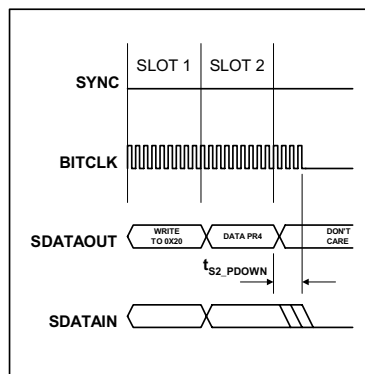 SLOT 1 SLOT 2
SYNC
BITCLK
SDATAOUT WRITE TO 0X20 DATA PR4 DON'T CARE
tS2_PDOWN
SDATAIN